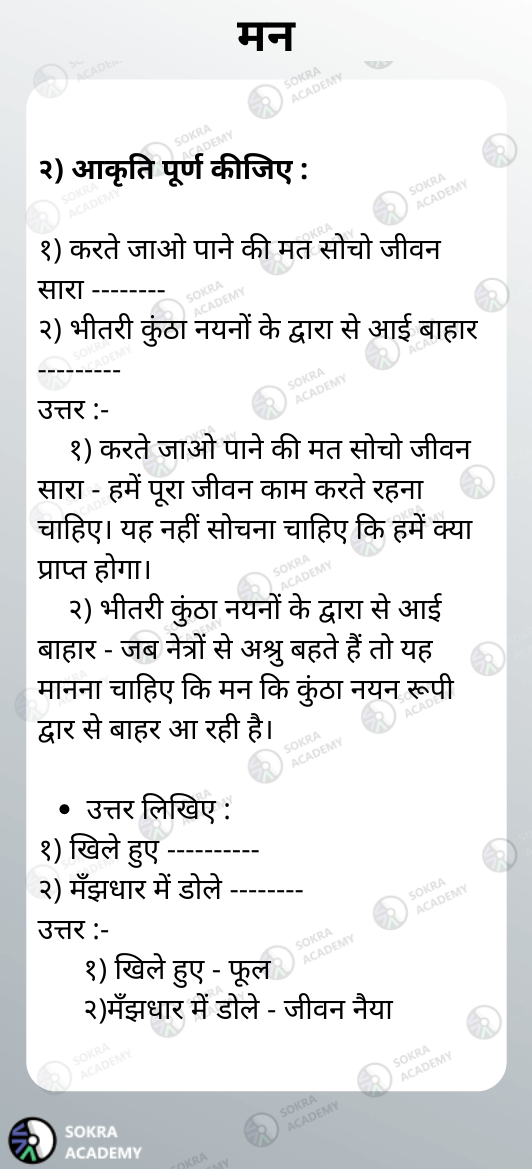 मन
२) आकृति पूर्ण कीजिए :
१) करते जाओ पाने की मत सोचो जीवन
सारा --------
२) भीतरी कुंठा नयनों के द्वारा से आई बाहार
---------
उत्तर :-
१) करते जाओ पाने की मत सोचो जीवन
सारा - हमें पूरा जीवन काम करते रहना
चाहिए। यह नहीं सोचना चाहिए कि हमें क्या
प्राप्त होगा।
२) भीतरी कुंठा नयनों के द्वारा से आई
बाहार - जब नेत्रों से अश्रु बहते हैं तो यह
मानना चाहिए कि मन कि कुंठा नयन रूपी
द्वार से बाहर आ रही है।
• उत्तर लिखिए :
१) खिले हुए ----------
२) मँझधार में डोले --------
उत्तर :-
१) खिले हुए - फूल
२)मँझधार में डोले - जीवन नैया
SOKRA
ACADEMY